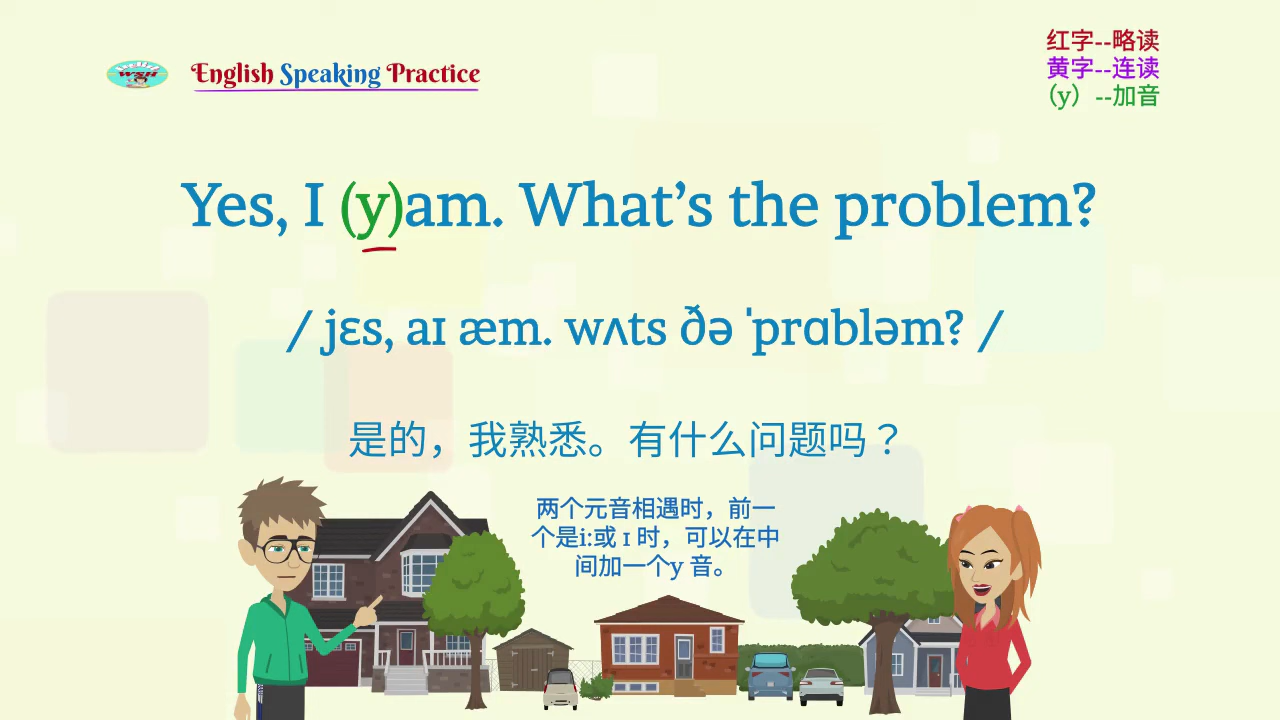 English Speaking Practice
红字--略读
黄字--连读
（y）--加音
Yes, I (y)am. What’s the problem?
/ jɛs, aɪ æm. wʌts ðə ˈprɑbləm? /
是的，我熟悉。有什么问题吗？
两个元音相遇时，前一
个是i:或 ɪ 时，可以在中
间加一个y 音。